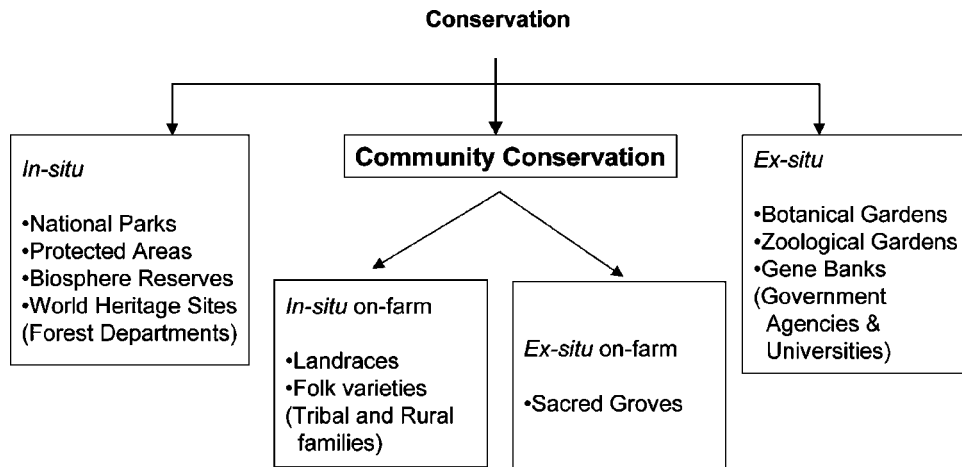 Conservation
In-situ
•National Parks
•Protected Areas
•Biosphere Reserves
•World Heritage Sites
(Forest Departments)
Community Conservation
In-situ on-farm
•Landraces
•Folk varieties
(Tribal and Rural
families)
Ex-situ on-farm
•Sacred Groves
Ex-situ
•Botanical Gardens
•Zoological Gardens
•Gene Banks
(Government
Agencies &
Universities)